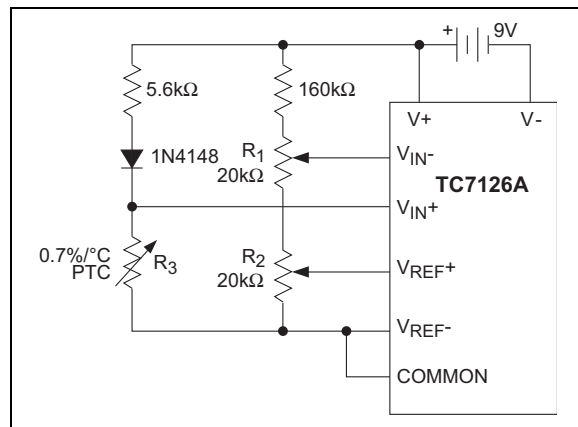 + 9V
5.6kΩ
160kΩ
V+ V-
1N4148
R1
20kΩ
VIN-
TC7126A
VIN+
0.7%/°C
PTC
R3
R2
20kΩ
VREF+
VREF-
COMMON